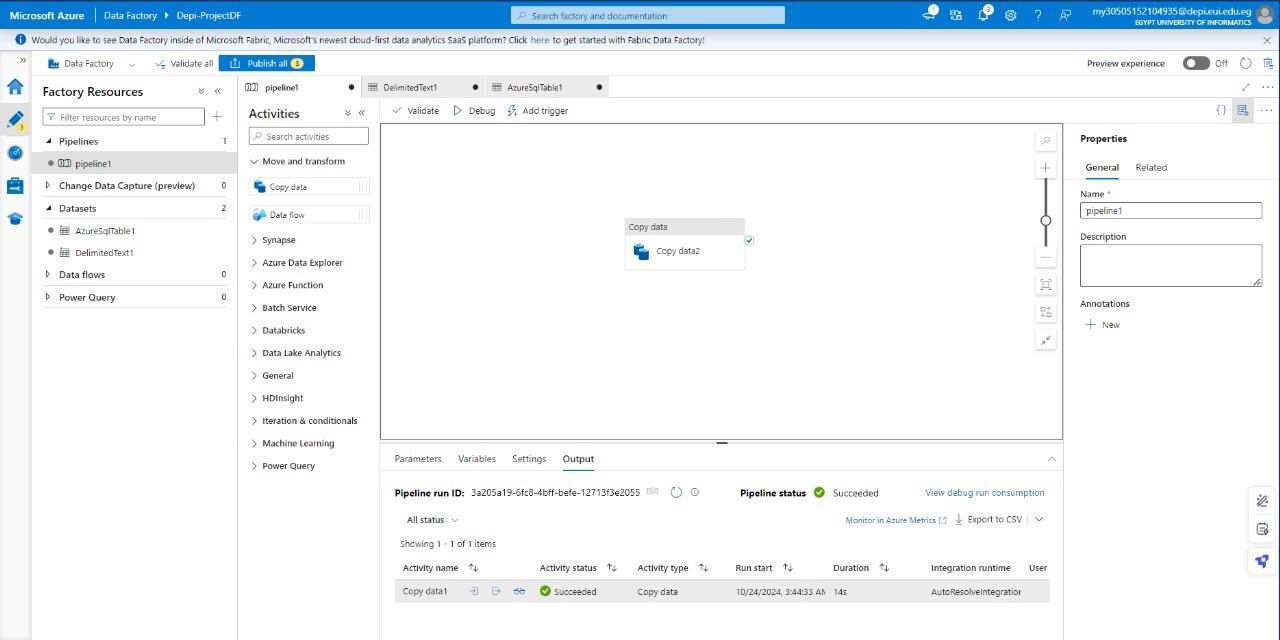 Microsoft Azure | Data Factory ▸ Depi-ProjectDF
Search factory and documentation
1
3
my30505152104935@depi.eui.edu.eg
EGYPT UNIVERSITY OF INFORMATICS
Would you like to see Data Factory inside of Microsoft Fabric, Microsoft's newest cloud-first data analytics SaaS platform? Click here to get started with Fabric Data Factory!
Data Factory
Validate all
Publish all 3
Preview experience
Off
Factory Resources
Filter resources by name
Pipelines 1
pipeline1
Change Data Capture (preview) 0
Datasets 2
AzureSqlTable1
DelimitedText1
Data flows 0
Power Query 0
pipeline1
DelimitedText1
AzureSqlTable1
Activities
Search activities
Move and transform
Copy data
Data flow
Synapse
Azure Data Explorer
Azure Function
Batch Service
Databricks
Data Lake Analytics
General
HDInsight
Iteration & conditionals
Machine Learning
Power Query
Validate
Debug
Add trigger
Copy data
Copy data2
Properties
General
Related
Name *
pipeline1
Description
Annotations
New
Parameters
Variables
Settings
Output
Pipeline run ID: 3a205a19-6fc8-4bff-befe-12713f3e2055
Pipeline status Succeeded
View debug run consumption
All status
Monitor in Azure Metrics
Export to CSV
Showing 1 - 1 of 1 items
Activity name Activity status Activity type Run start Duration Integration runtime User
Copy data1 Succeeded Copy data 10/24/2024, 3:44:33 AM 14s AutoResolveIntegration